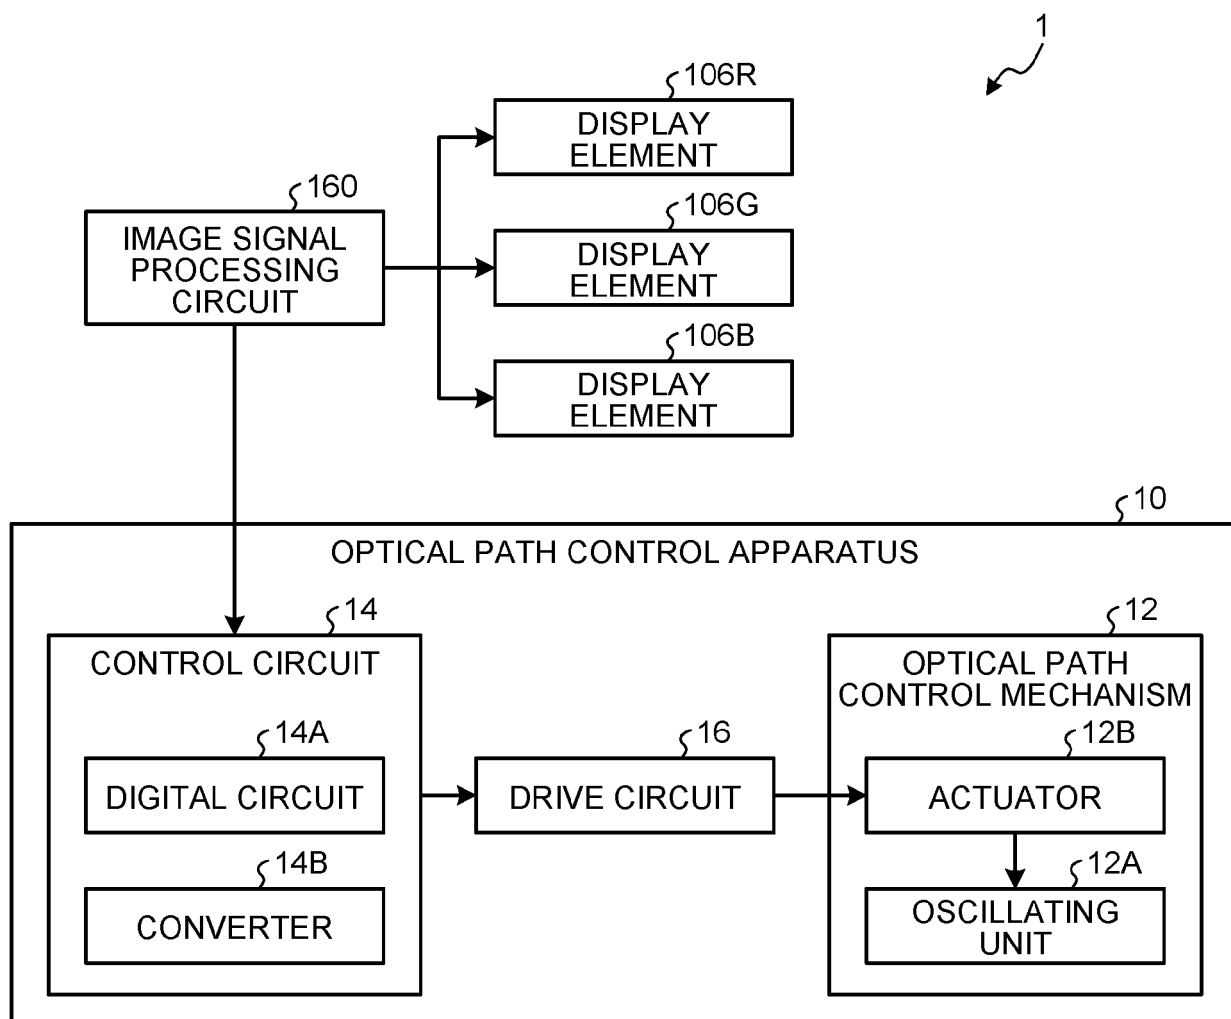 1
106R
DISPLAY
ELEMENT
160
IMAGE SIGNAL
PROCESSING
CIRCUIT
106G
DISPLAY
ELEMENT
106B
DISPLAY
ELEMENT
10
OPTICAL PATH CONTROL APPARATUS
14
CONTROL CIRCUIT
14A
DIGITAL CIRCUIT
14B
CONVERTER
16
DRIVE CIRCUIT
12
OPTICAL PATH
CONTROL MECHANISM
12B
ACTUATOR
12A
OSCILLATING
UNIT